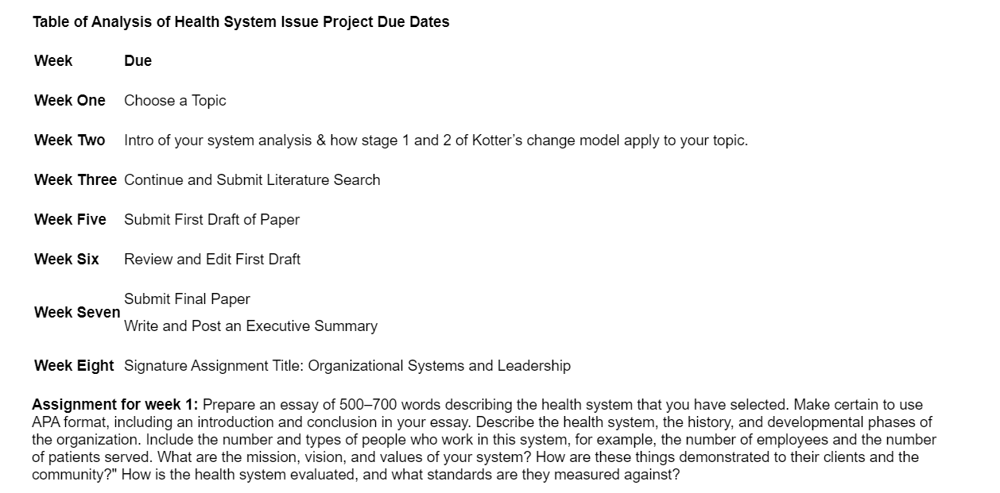 Table of Analysis of Health System Issue Project Due Dates
Week Due
Week One Choose a Topic
Week Two Intro of your system analysis & how stage 1 and 2 of Kotter’s change model apply to your topic.
Week Three Continue and Submit Literature Search
Week Five Submit First Draft of Paper
Week Six Review and Edit First Draft
Week Seven Submit Final Paper
Write and Post an Executive Summary
Week Eight Signature Assignment Title: Organizational Systems and Leadership
Assignment for week 1: Prepare an essay of 500–700 words describing the health system that you have selected. Make certain to use
APA format, including an introduction and conclusion in your essay. Describe the health system, the history, and developmental phases of
the organization. Include the number and types of people who work in this system, for example, the number of employees and the number
of patients served. What are the mission, vision, and values of your system? How are these things demonstrated to their clients and the
community?" How is the health system evaluated, and what standards are they measured against?